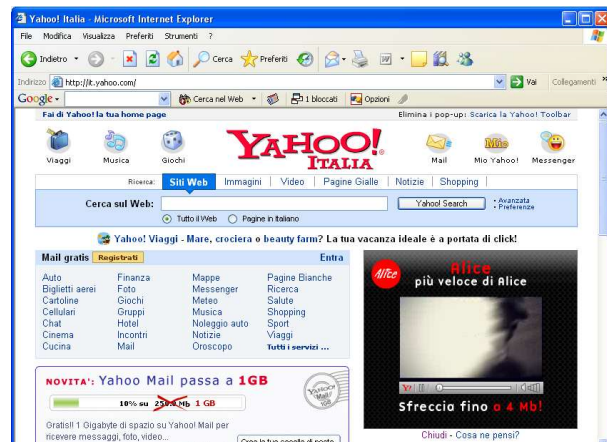 Yahoo! Italia - Microsoft Internet Explorer
File Modifica Visualizza Preferiti Strumenti ?
Indietro Cerca Preferiti
Indirizzo http://it.yahoo.com/ Vai Collegamenti »
Google Cerca nel Web 1 bloccati Opzioni
Fai di Yahoo! la tua home page Elimina i pop-up: Scarica la Yahoo! Toolbar
YAHOO! ITALIA
Viaggi Musica Giochi Mail Mio Yahoo! Messenger
Ricerca: Siti Web Immagini Video Pagine Gialle Notizie Shopping
Cerca sul Web: Yahoo! Search Avanzata
Preferenze
Tutto il Web Pagine in Italiano
Yahoo! Viaggi - Mare, crociera o beauty farm? La tua vacanza ideale è a portata di click!
Mail gratis Registrati Entra
Auto Finanza Mappe Pagine Bianche
Biglietti aerei Foto Messenger Ricerca
Cartoline Giochi Meteo Salute
Cellulari Gruppi Musica Shopping
Chat Hotel Noleggio auto Sport
Cinema Incontri Notizie Viaggi
Cucina Mail Oroscopo Tutti i servizi ...
Alice
Alice
più veloce di Alice
Sfreccia fino a 4 Mb!
Chiudi - Cosa ne pensi?
NOVITA': Yahoo Mail passa a 1GB
10% su Mb 1 GB
Gratis!! 1 Gigabyte di spazio su Yahoo! Mail per
ricevere messaggi, foto, video...